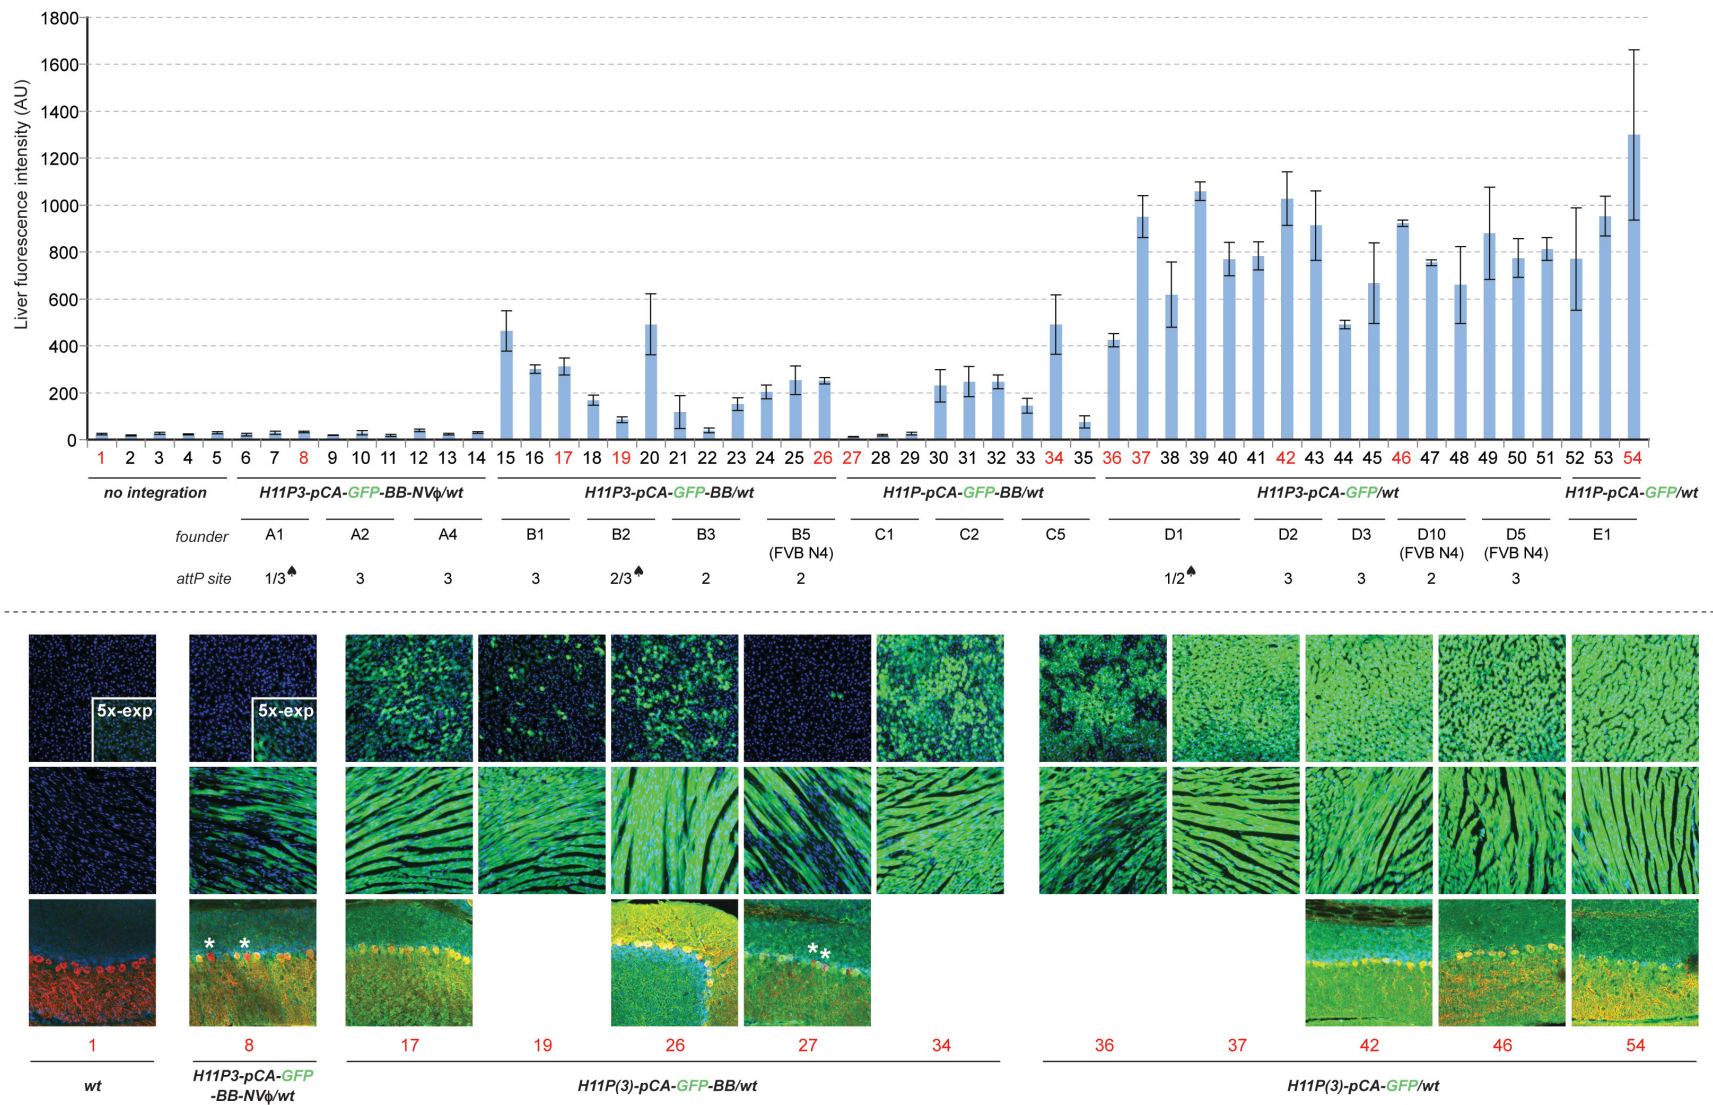 1800
1600
1400
1200
1000
800
600
400
200
0
Liver fuorescence intensity (AU)
1 2 3 4 5 6 7 8 9 10 11 12 13 14 15 16 17 18 19 20 21 22 23 24 25 26 27 28 29 30 31 32 33 34 35 36 37 38 39 40 41 42 43 44 45 46 47 48 49 50 51 52 53 54
no integration H11P3-pCA-GFP-BB-NVϕ/wt H11P3-pCA-GFP-BB/wt H11P-pCA-GFP-BB/wt H11P3-pCA-GFP/wt H11P-pCA-GFP/wt
founder A1 A2 A4 B1 B2 B3 B5 C1 C2 C5 D1 D2 D3 D10 D5 E1
(FVB N4) (FVB N4) (FVB N4)
attP site 1/3♠ 3 3 3 2/3♠ 2 2 1/2♠ 3 3 2 3
5x-exp 5x-exp
* * * *
1 8 17 19 26 27 34 36 37 42 46 54
wt H11P3-pCA-GFP H11P(3)-pCA-GFP-BB/wt H11P(3)-pCA-GFP/wt
-BB-NVϕ/wt